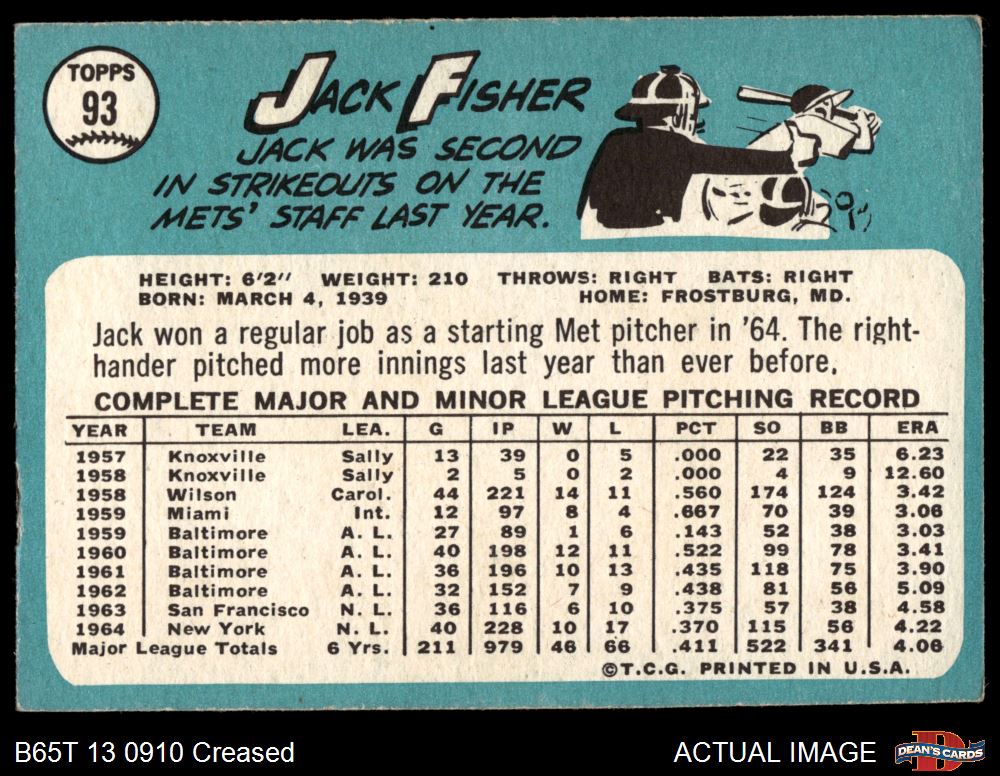 TOPPS
93
JACK FISHER
JACK WAS SECOND
IN STRIKEOUTS ON THE
METS' STAFF LAST YEAR.
HEIGHT: 6'2" WEIGHT: 210 THROWS: RIGHT BATS: RIGHT
BORN: MARCH 4, 1939 HOME: FROSTBURG, MD.
Jack won a regular job as a starting Met pitcher in '64. The right-
hander pitched more innings last year than ever before.
COMPLETE MAJOR AND MINOR LEAGUE PITCHING RECORD
YEAR TEAM LEA. G IP W L PCT SO BB ERA
1957 Knoxville Sally 13 39 0 5 .000 22 35 6.23
1958 Knoxville Sally 2 5 0 2 .000 4 9 12.60
1958 Wilson Carol. 44 221 14 11 .560 174 124 3.42
1959 Miami Int. 12 97 8 4 .667 70 39 3.06
1959 Baltimore A. L. 27 89 1 6 .143 52 38 3.03
1960 Baltimore A. L. 40 198 12 11 .522 99 78 3.41
1961 Baltimore A. L. 36 196 10 13 .435 118 75 3.90
1962 Baltimore A. L. 32 152 7 9 .438 81 56 5.09
1963 San Francisco N. L. 36 116 6 10 .375 57 38 4.58
1964 New York N. L. 40 228 10 17 .370 115 56 4.22
Major League Totals 6 Yrs. 211 979 46 66 .411 522 341 4.06
©T.C.G. PRINTED IN U.S.A.
B65T 13 0910 Creased ACTUAL IMAGE
D
DEAN'S CARDS